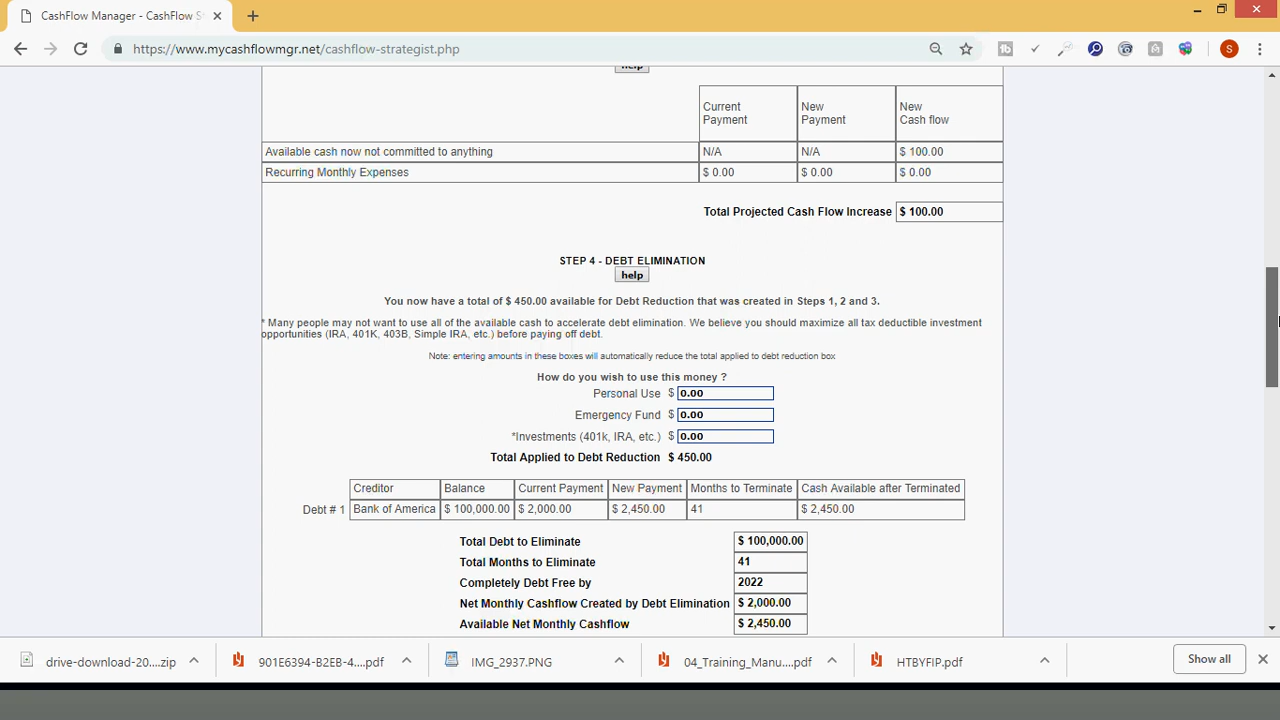 CashFlow Manager - CashFlow S
https://www.mycashflowmgr.net/cashflow-strategist.php
S
help
Current Payment
New Payment
New Cash flow
Available cash now not committed to anything N/A N/A $ 100.00
Recurring Monthly Expenses $ 0.00 $ 0.00 $ 0.00
Total Projected Cash Flow Increase $ 100.00
STEP 4 - DEBT ELIMINATION
help
You now have a total of $ 450.00 available for Debt Reduction that was created in Steps 1, 2 and 3.
* Many people may not want to use all of the available cash to accelerate debt elimination. We believe you should maximize all tax deductible investment
opportunities (IRA, 401K, 403B, Simple IRA, etc.) before paying off debt.
Note: entering amounts in these boxes will automatically reduce the total applied to debt reduction box
How do you wish to use this money ?
Personal Use $ 0.00
Emergency Fund $ 0.00
*Investments (401k, IRA, etc.) $ 0.00
Total Applied to Debt Reduction $ 450.00
Creditor Balance Current Payment New Payment Months to Terminate Cash Available after Terminated
Debt # 1 Bank of America $ 100,000.00 $ 2,000.00 $ 2,450.00 41 $ 2,450.00
Total Debt to Eliminate $ 100,000.00
Total Months to Eliminate 41
Completely Debt Free by 2022
Net Monthly Cashflow Created by Debt Elimination $ 2,000.00
Available Net Monthly Cashflow $ 2,450.00
drive-download-20....zip 901E6394-B2EB-4....pdf IMG_2937.PNG 04_Training_Manu....pdf HTBYFIP.pdf Show all